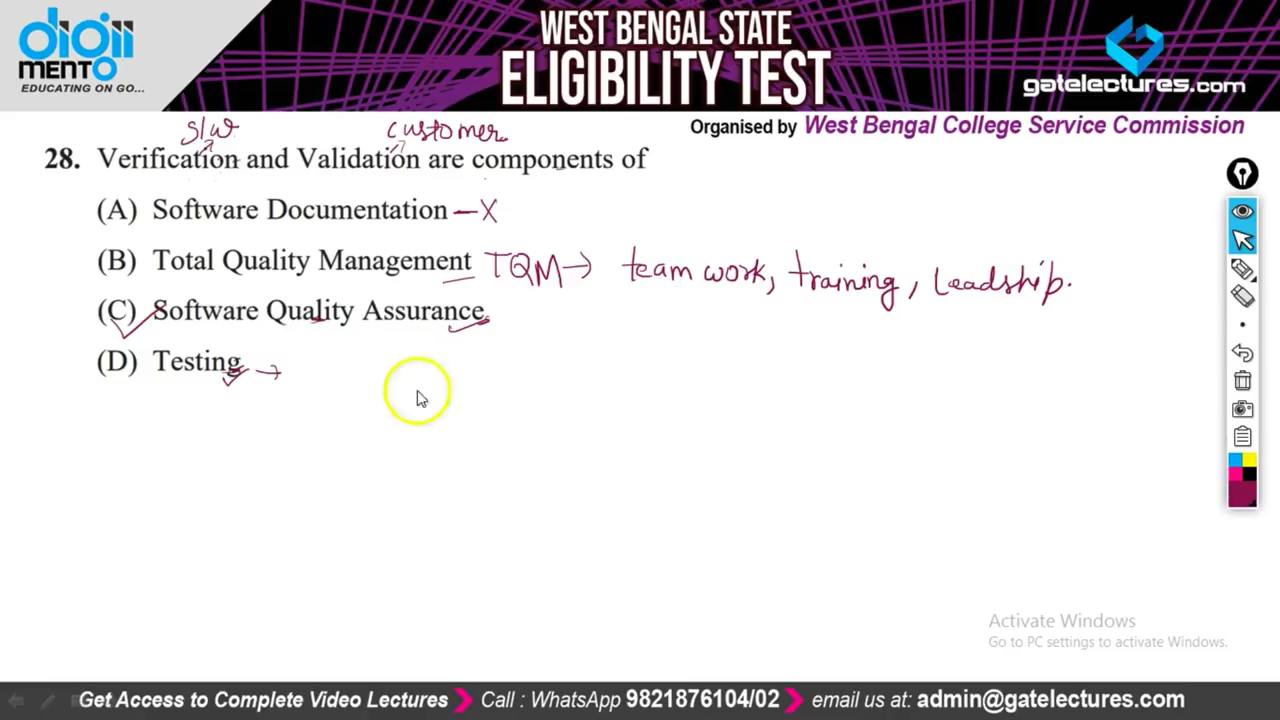 digii
mento
EDUCATING ON GO...
WEST BENGAL STATE
ELIGIBILITY TEST
gatelectures.com
Organised by West Bengal College Service Commission
S/W customer
28. Verification and Validation are components of
(A) Software Documentation – X
(B) Total Quality Management TQM → team work, training, Leadship.
(C) Software Quality Assurance
(D) Testing →
Activate Windows
Go to PC settings to activate Windows.
Get Access to Complete Video Lectures Call : WhatsApp 9821876104/02 email us at: admin@gatelectures.com